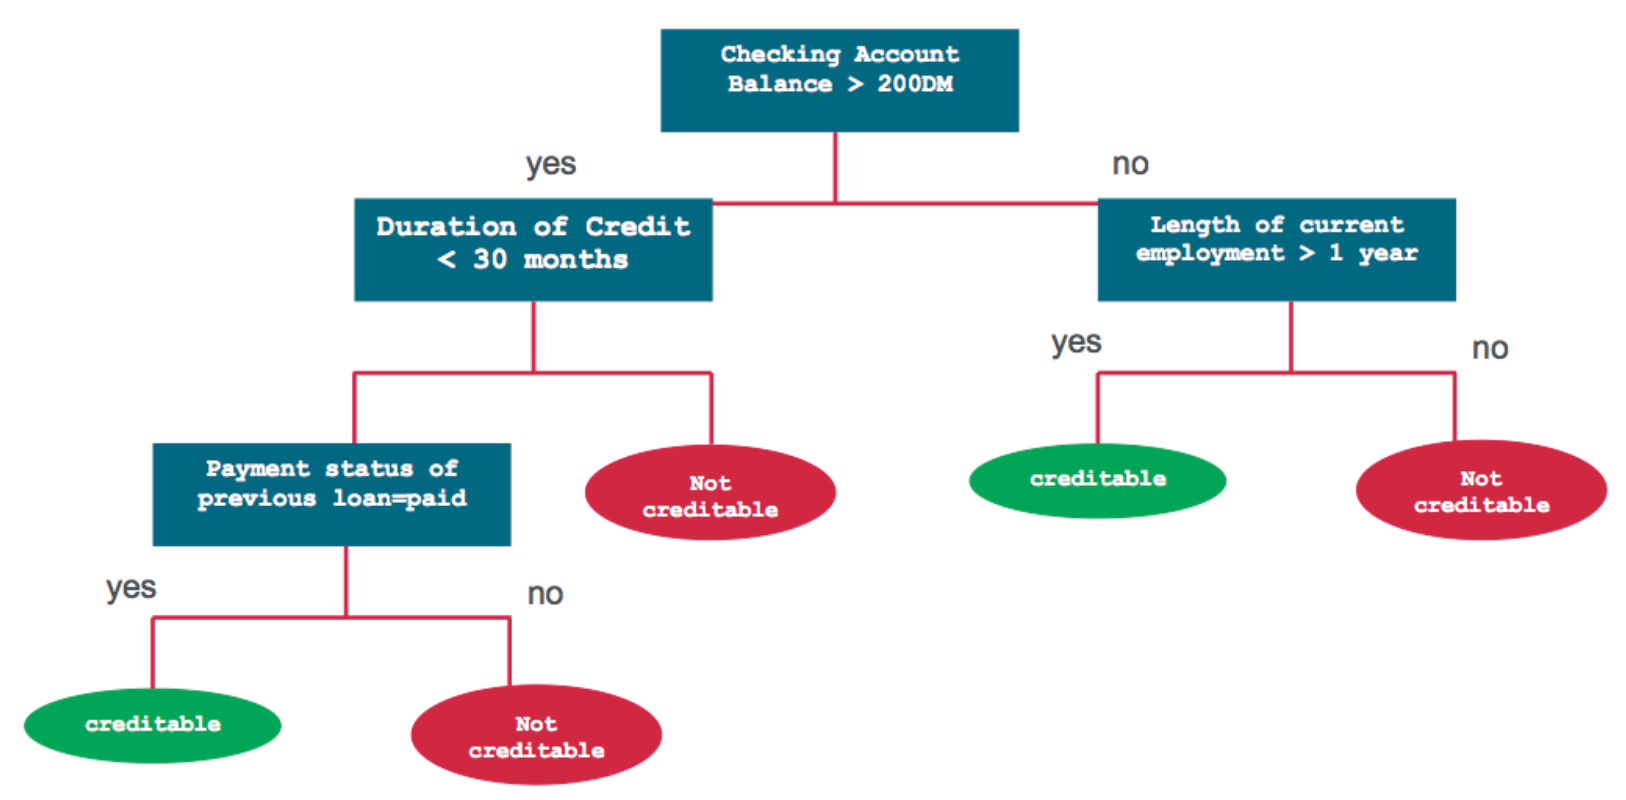 Checking Account
Balance > 200DM
yes
no
Duration of Credit
< 30 months
Length of current
employment > 1 year
yes
no
Payment status of
previous loan=paid
Not
creditable
creditable
Not
creditable
yes
no
creditable
Not
creditable